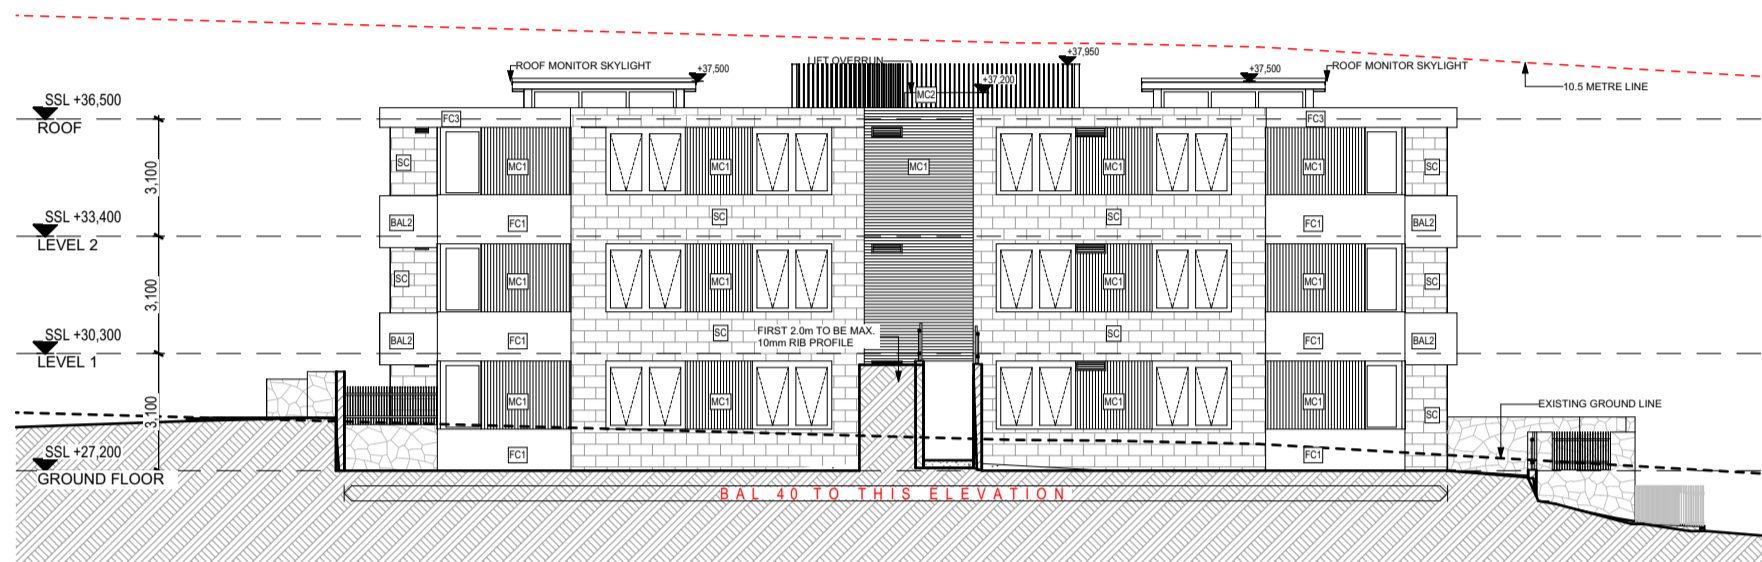 +37,950
LIFT OVERRUN
ROOF MONITOR SKYLIGHT
+37,500
+37,200
+37,500
ROOF MONITOR SKYLIGHT
10.5 METRE LINE
MC2
SSL +36,500
ROOF
FC3
FC3
SC
MC1
MC1
MC1
MC1
MC1
SC
3,100
SSL +33,400
LEVEL 2
BAL2
FC1
SC
SC
FC1
BAL2
SC
MC1
MC1
MC1
MC1
SC
3,100
SSL +30,300
LEVEL 1
BAL2
FC1
SC
FIRST 2.0m TO BE MAX.
10mm RIB PROFILE
SC
FC1
BAL2
MC1
MC1
MC1
MC1
SC
3,100
EXISTING GROUND LINE
SSL +27,200
GROUND FLOOR
FC1
FC1
BAL 40 TO THIS ELEVATION